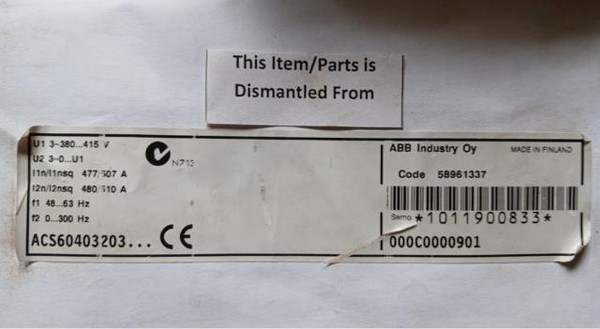 This Item/Parts is
Dismantled From
U1 3~380...415 V
U2 3~0...U1
I1n/I1nsq 477/507 A
I2n/I2nsq 480/510 A
f1 48...63 Hz
f2 0...300 Hz
ACS60403203... CE
N713
ABB Industry Oy MADE IN FINLAND
Code 58961337
Serno *1011900833*
000C0000901